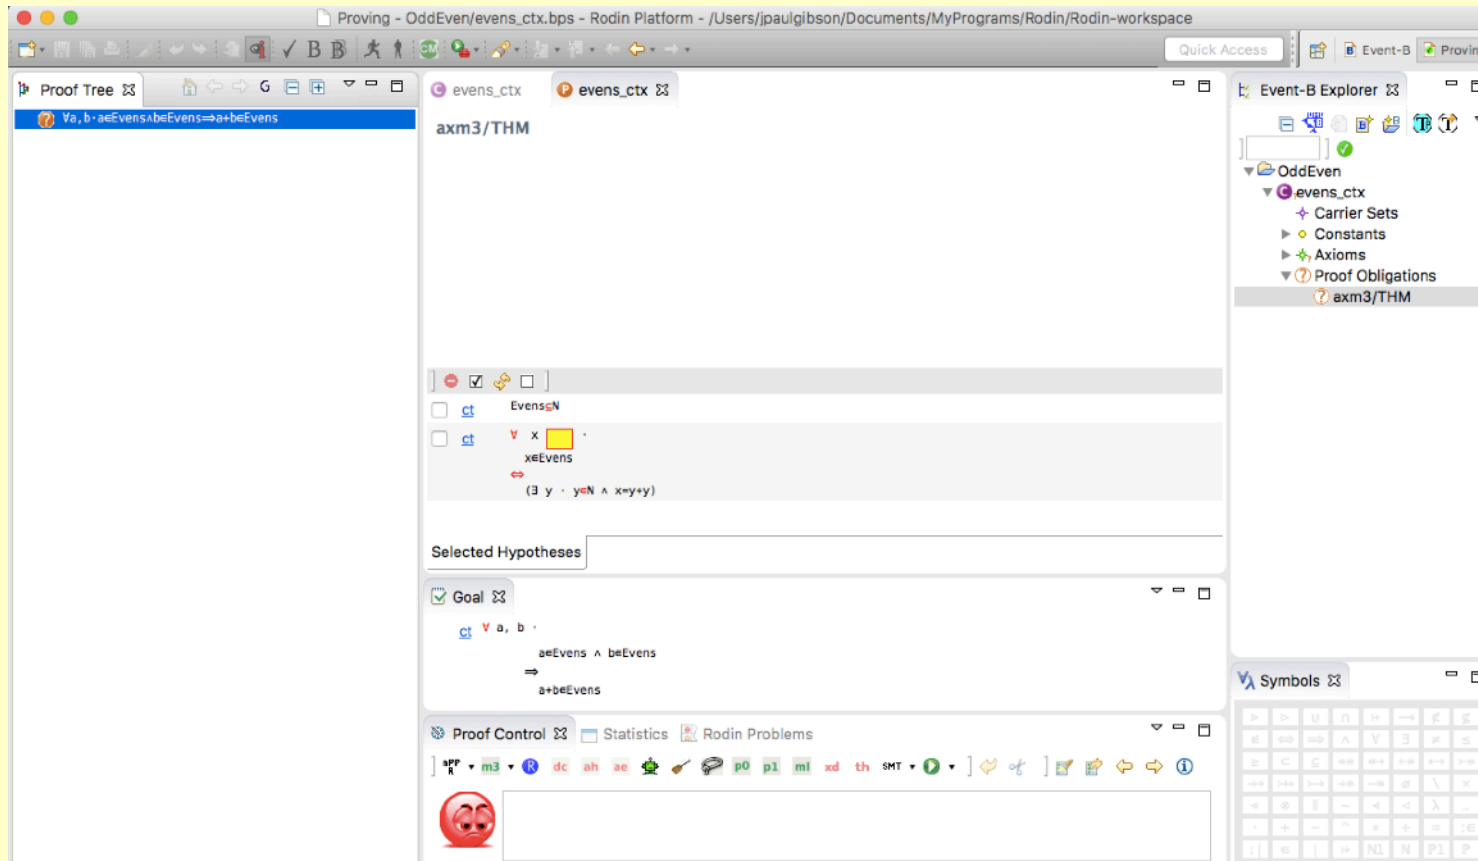 Proving - OddEven/evens_ctx.bps - Rodin Platform - /Users/jpaulgibson/Documents/MyPrograms/Rodin/Rodin-workspace
Quick Access
Event-B
Provin
Proof Tree
∀a,b·a∈Evens∧b∈Evens⇒a+b∈Evens
evens_ctx
evens_ctx
axm3/THM
ct Evens⊆N
ct ∀ x ·
x∈Evens
⇔
(∃ y · y∈N ∧ x=y+y)
Selected Hypotheses
Goal
ct ∀ a, b ·
a∈Evens ∧ b∈Evens
⇒
a+b∈Evens
Proof Control
Statistics
Rodin Problems
m3 R dc ah ae p0 p1 ml xd th SMT
Event-B Explorer
OddEven
evens_ctx
Carrier Sets
Constants
Axioms
Proof Obligations
axm3/THM
Symbols